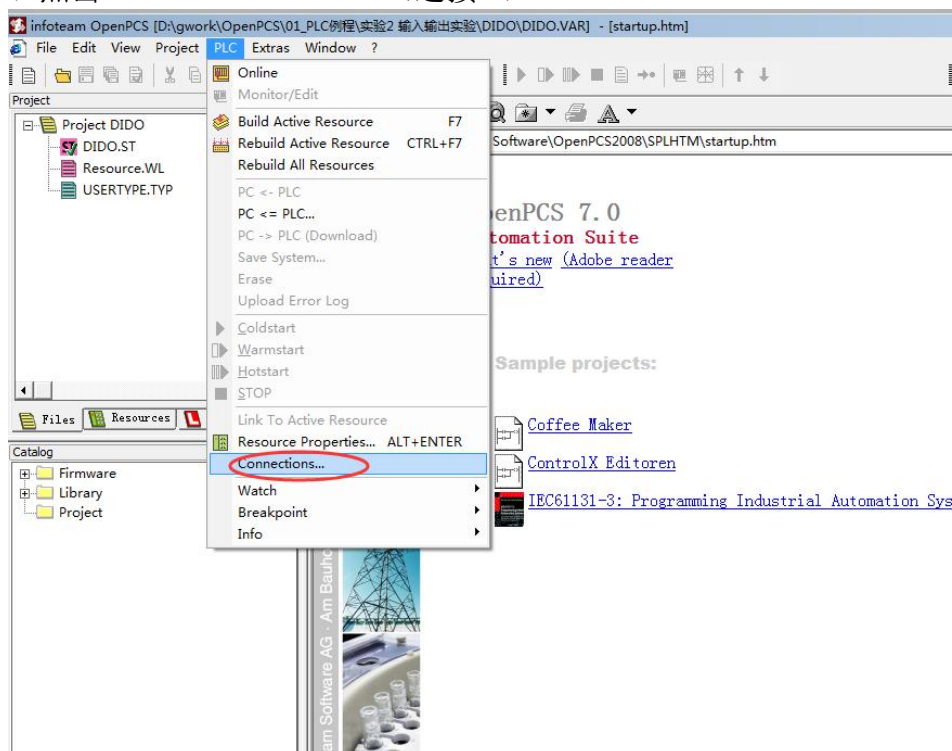 infoteam OpenPCS [D:\gwork\OpenPCS\01_PLC例程\实验2 输入输出实验\DIDO\DIDO.VAR] - [startup.htm]
File Edit View Project PLC Extras Window ?
Project
Project DIDO
DIDO.ST
Resource.WL
USERTYPE.TYP
Files Resources
Catalog
Firmware
Library
Project
Online
Monitor/Edit
Build Active Resource F7
Rebuild Active Resource CTRL+F7
Rebuild All Resources
PC <- PLC
PC <= PLC...
PC -> PLC (Download)
Save System...
Erase
Upload Error Log
Coldstart
Warmstart
Hotstart
STOP
Link To Active Resource
Resource Properties... ALT+ENTER
Connections...
Watch
Breakpoint
Info
Software\OpenPCS2008\SPLHTM\startup.htm
enPCS 7.0
tomation Suite
t's new (Adobe reader
uired)
Sample projects:
Coffee Maker
ControlX Editoren
IEC61131-3: Programming Industrial Automation Sys
am Software AG · Am Bauho